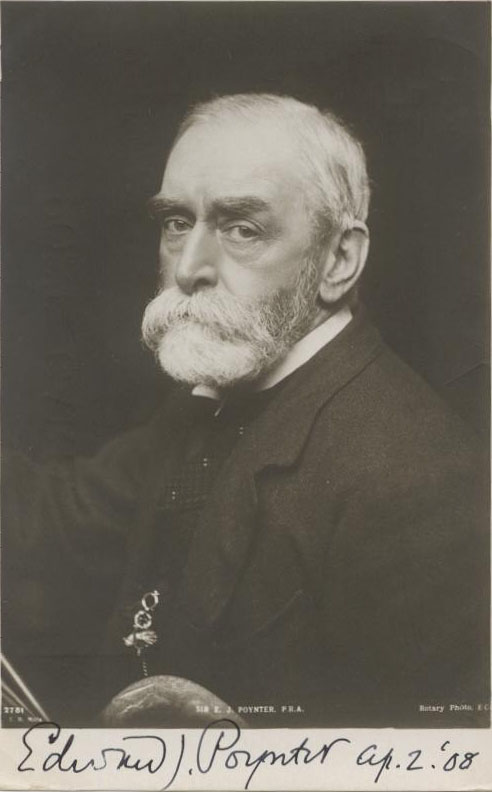 2781 SIR E. J. POYNTER. P.R.A. Rotary Photo, E.C
Edward J. Poynter ap. 2. '08